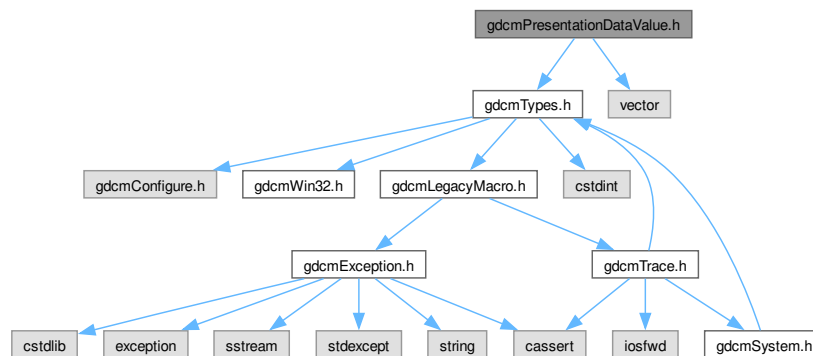 gdcmPresentationDataValue.h
gdcmTypes.h
vector
gdcmConfigure.h
gdcmWin32.h
gdcmLegacyMacro.h
cstdint
gdcmException.h
gdcmTrace.h
cstdlib
exception
sstream
stdexcept
string
cassert
iosfwd
gdcmSystem.h